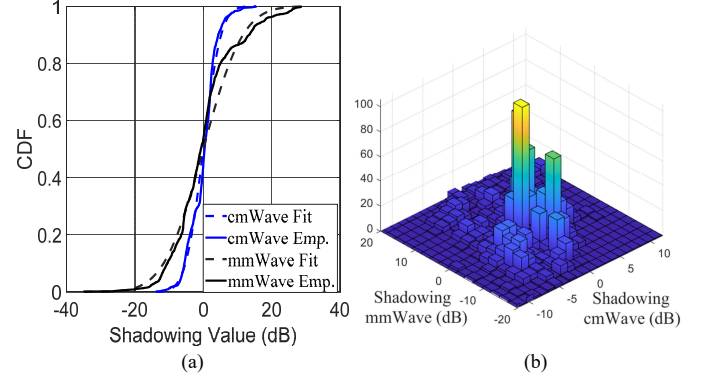 1
0.8
0.6
0.4
0.2
0
CDF
-40
-20
0
20
40
Shadowing Value (dB)
cmWave Fit
cmWave Emp.
mmWave Fit
mmWave Emp.
(a)
100
80
60
40
20
0
20
10
0
-10
-20
Shadowing
mmWave (dB)
-10
-5
0
5
10
Shadowing
cmWave (dB)
(b)